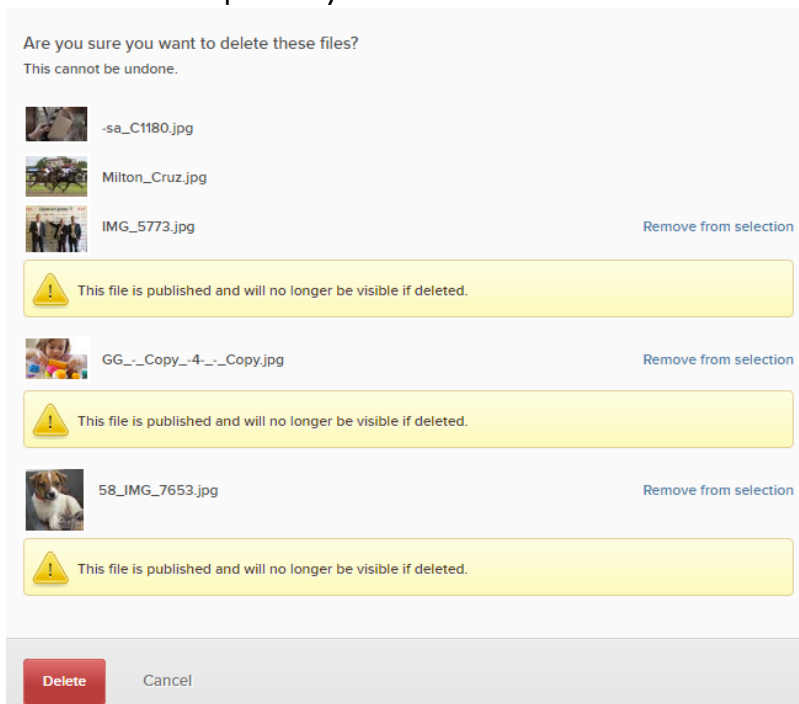 Are you sure you want to delete these files?
This cannot be undone.
-sa_C1180.jpg
Milton_Cruz.jpg
IMG_5773.jpg Remove from selection
This file is published and will no longer be visible if deleted.
GG_-_Copy_-4-_-_Copy.jpg Remove from selection
This file is published and will no longer be visible if deleted.
58_IMG_7653.jpg Remove from selection
This file is published and will no longer be visible if deleted.
Delete Cancel